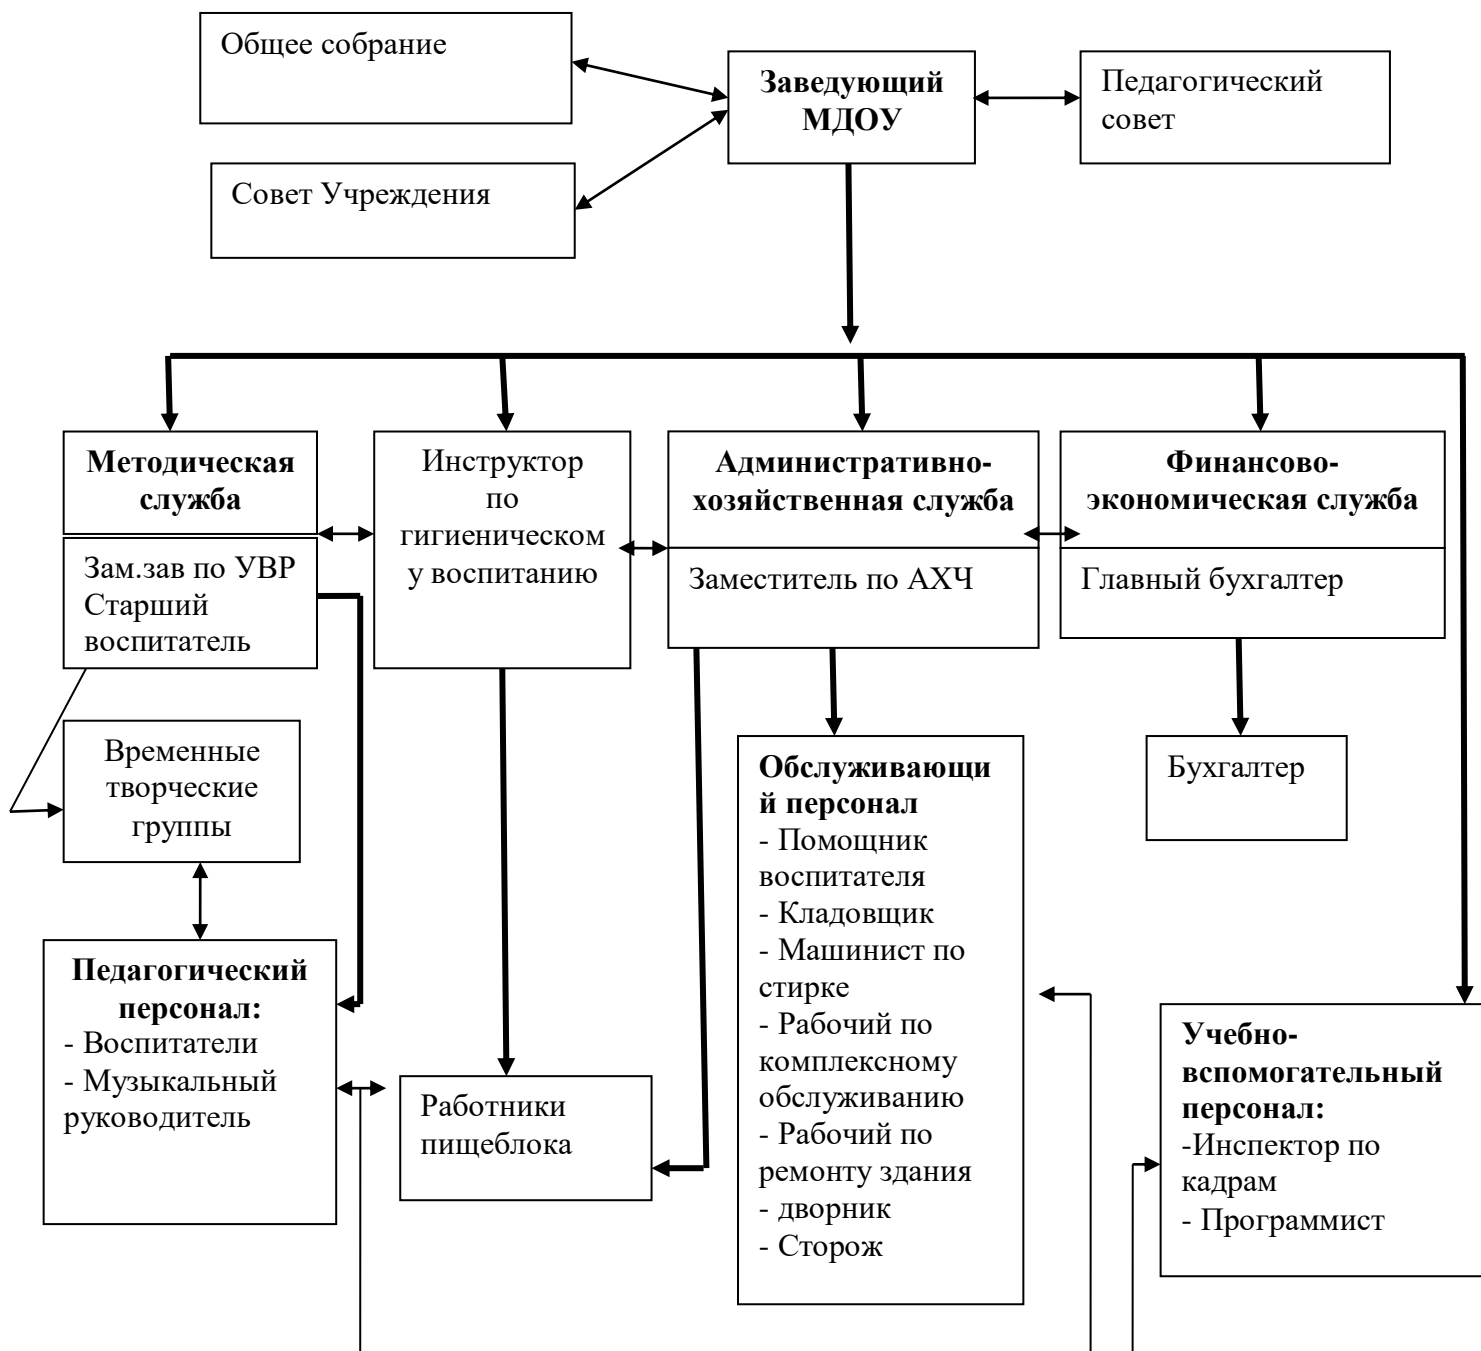 Общее собрание
Заведующий
МДОУ
Педагогический
совет
Совет Учреждения
Методическая
служба
Зам.зав по УВР
Старший
воспитатель
Инструктор
по
гигиеническом
у воспитанию
Административно-
хозяйственная служба
Заместитель по АХЧ
Финансово-
экономическая служба
Главный бухгалтер
Временные
творческие
группы
Обслуживающи
й персонал
- Помощник
воспитателя
- Кладовщик
- Машинист по
стирке
- Рабочий по
комплексному
обслуживанию
- Рабочий по
ремонту здания
- дворник
- Сторож
Бухгалтер
Педагогический
персонал:
- Воспитатели
- Музыкальный
руководитель
Работники
пищеблока
Учебно-
вспомогательный
персонал:
-Инспектор по
кадрам
- Программист